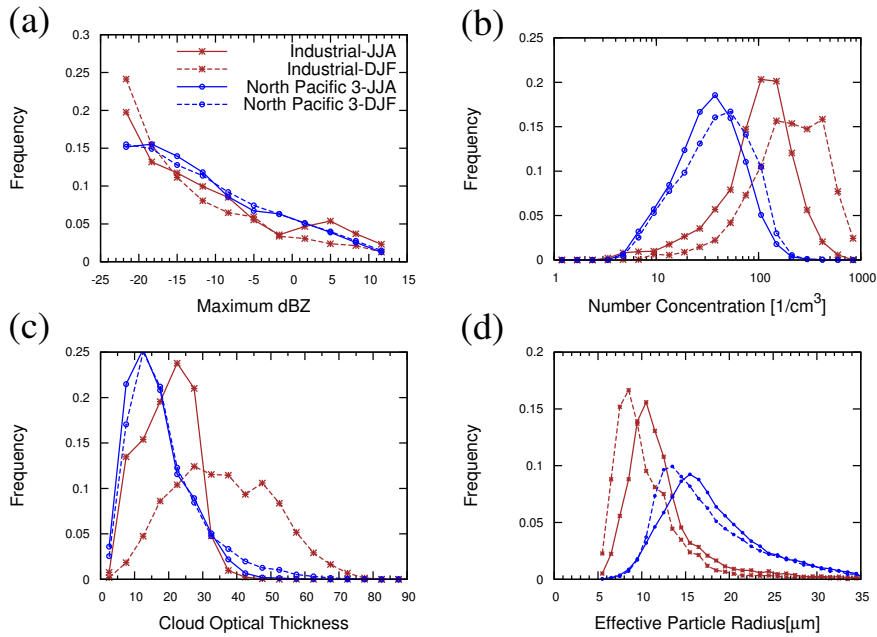 (a)
0.3
0.25
0.2
0.15
0.1
0.05
0
Frequency
Industrial-JJA
Industrial-DJF
North Pacific 3-JJA
North Pacific 3-DJF
-25 -20 -15 -10 -5 0 5 10 15
Maximum dBZ
(b)
0.25
0.2
0.15
0.1
0.05
0
Frequency
1 10 100 1000
Number Concentration [1/cm³]
(c)
0.25
0.2
0.15
0.1
0.05
0
Frequency
0 10 20 30 40 50 60 70 80 90
Cloud Optical Thickness
(d)
0.2
0.15
0.1
0.05
0
Frequency
0 5 10 15 20 25 30 35
Effective Particle Radius[μm]